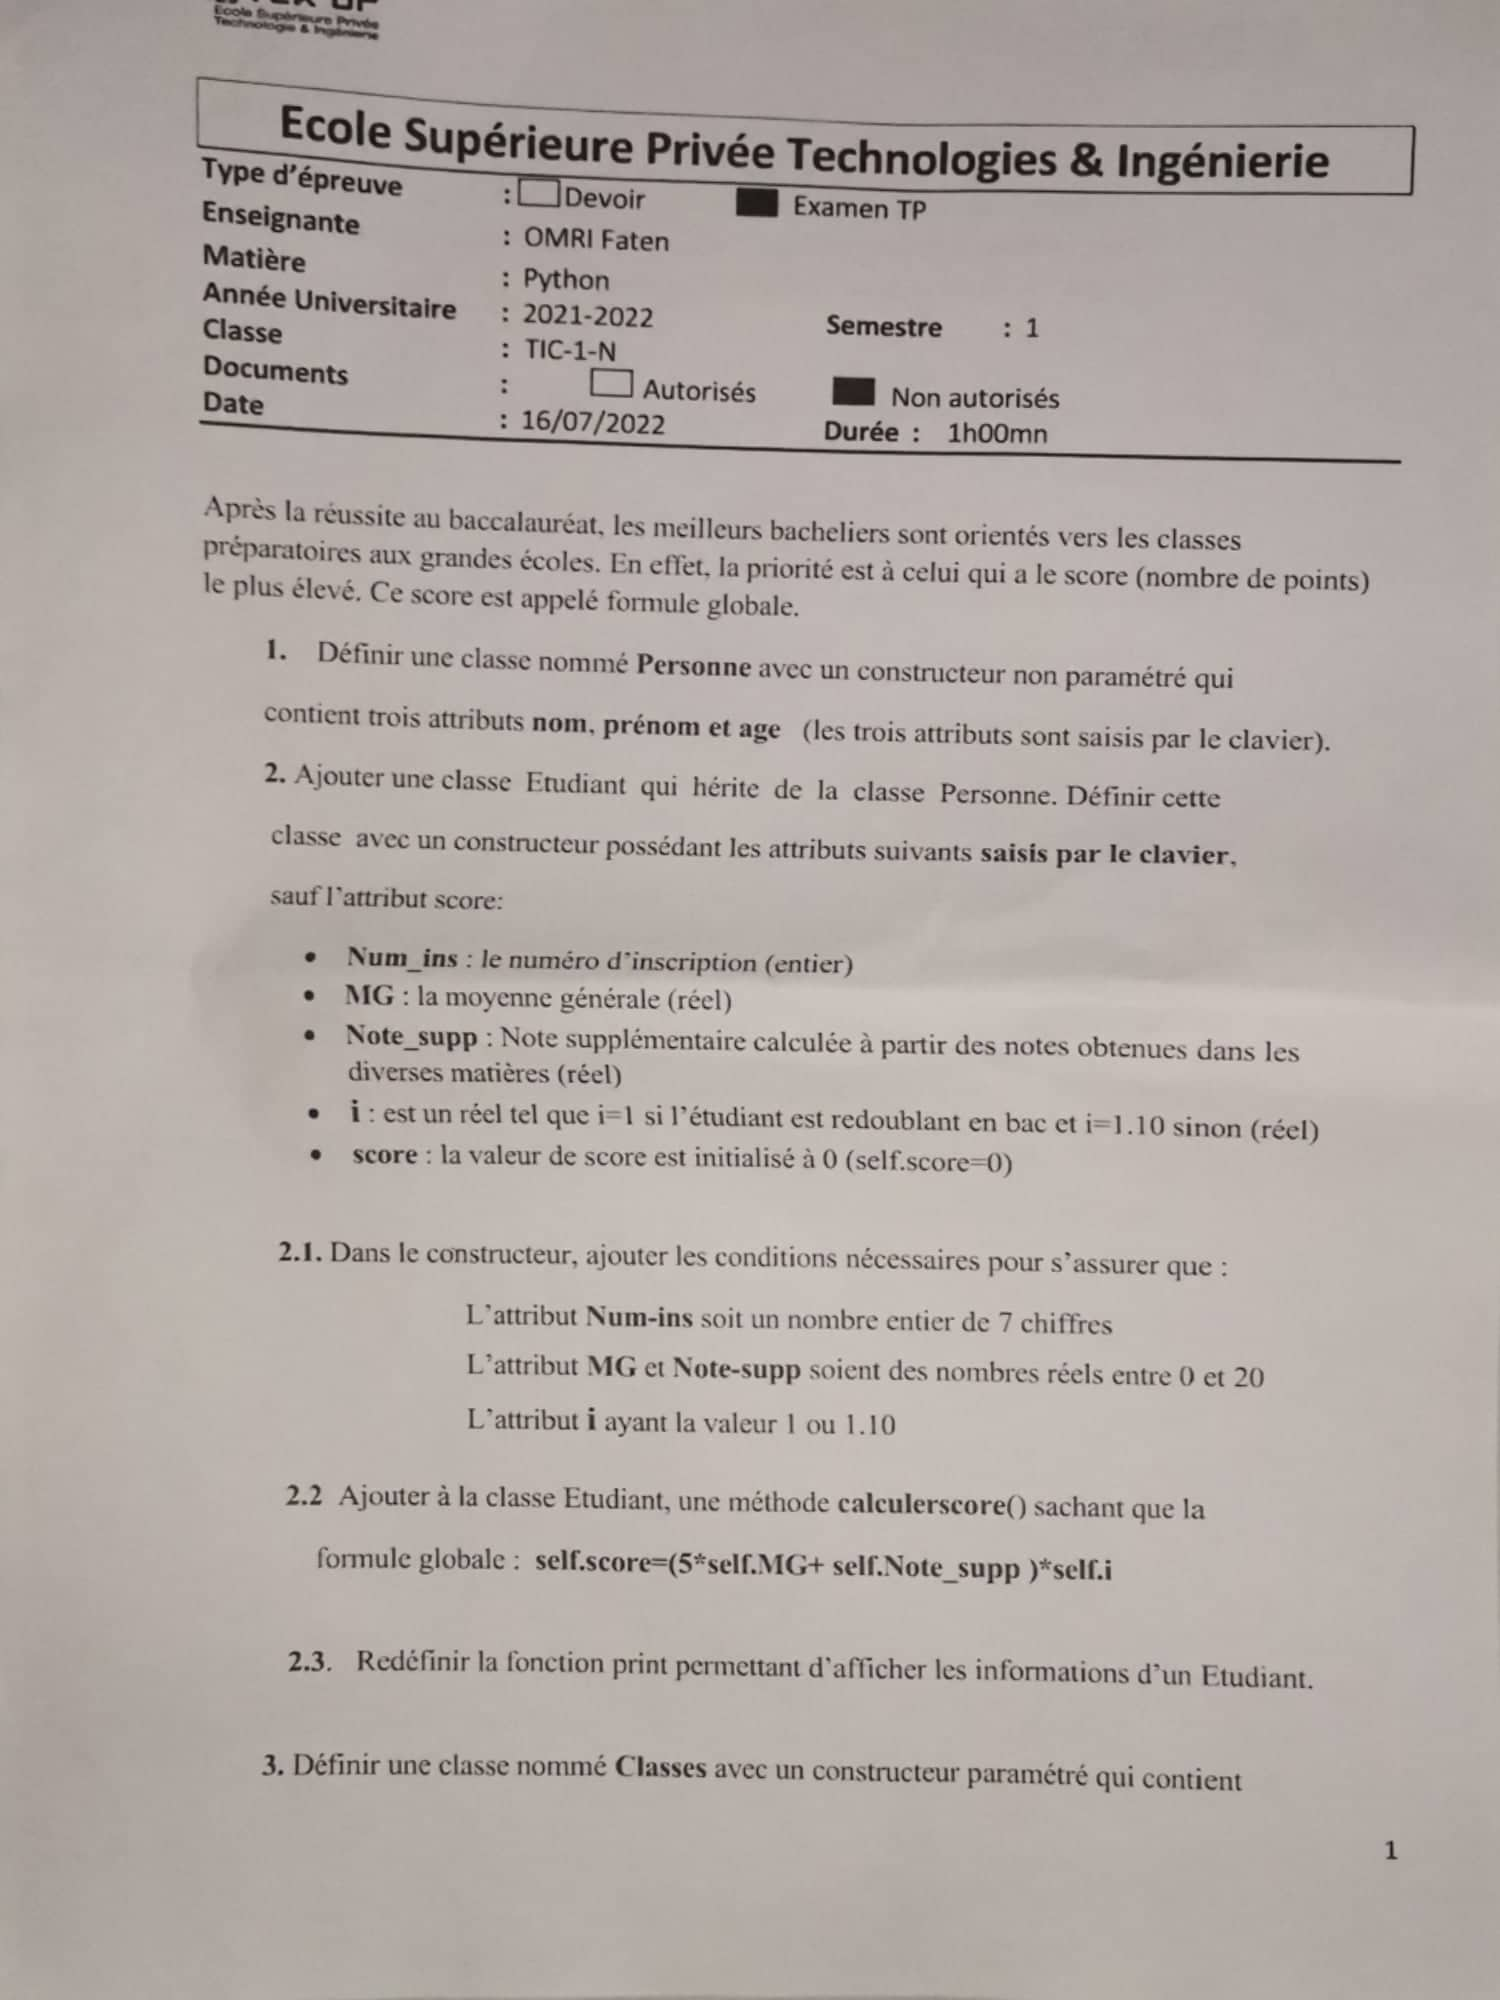 Ecole Supérieure Privée
Technologie & Ingénierie
Ecole Supérieure Privée Technologies & Ingénierie
Type d'épreuve : Devoir Examen TP
Enseignante : OMRI Faten
Matière : Python
Année Universitaire : 2021-2022 Semestre : 1
Classe : TIC-1-N
Documents : Autorisés Non autorisés
Date : 16/07/2022 Durée : 1h00mn
Après la réussite au baccalauréat, les meilleurs bacheliers sont orientés vers les classes
préparatoires aux grandes écoles. En effet, la priorité est à celui qui a le score (nombre de points)
le plus élevé. Ce score est appelé formule globale.
1. Définir une classe nommé Personne avec un constructeur non paramétré qui
contient trois attributs nom, prénom et age (les trois attributs sont saisis par le clavier).
2. Ajouter une classe Etudiant qui hérite de la classe Personne. Définir cette
classe avec un constructeur possédant les attributs suivants saisis par le clavier,
sauf l'attribut score:
• Num_ins : le numéro d'inscription (entier)
• MG : la moyenne générale (réel)
• Note_supp : Note supplémentaire calculée à partir des notes obtenues dans les
diverses matières (réel)
• i : est un réel tel que i=1 si l'étudiant est redoublant en bac et i=1.10 sinon (réel)
• score : la valeur de score est initialisé à 0 (self.score=0)
2.1. Dans le constructeur, ajouter les conditions nécessaires pour s'assurer que :
L'attribut Num-ins soit un nombre entier de 7 chiffres
L'attribut MG et Note-supp soient des nombres réels entre 0 et 20
L'attribut i ayant la valeur 1 ou 1.10
2.2 Ajouter à la classe Etudiant, une méthode calculerscore() sachant que la
formule globale : self.score=(5*self.MG+ self.Note_supp )*self.i
2.3. Redéfinir la fonction print permettant d'afficher les informations d'un Etudiant.
3. Définir une classe nommé Classes avec un constructeur paramétré qui contient
1